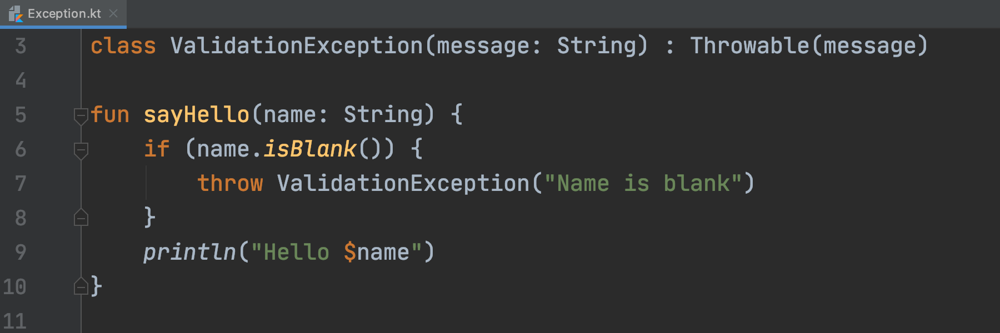 Exception.kt
3 class ValidationException(message: String) : Throwable(message)
4
5 fun sayHello(name: String) {
6     if (name.isBlank()) {
7         throw ValidationException("Name is blank")
8     }
9     println("Hello $name")
10 }
11